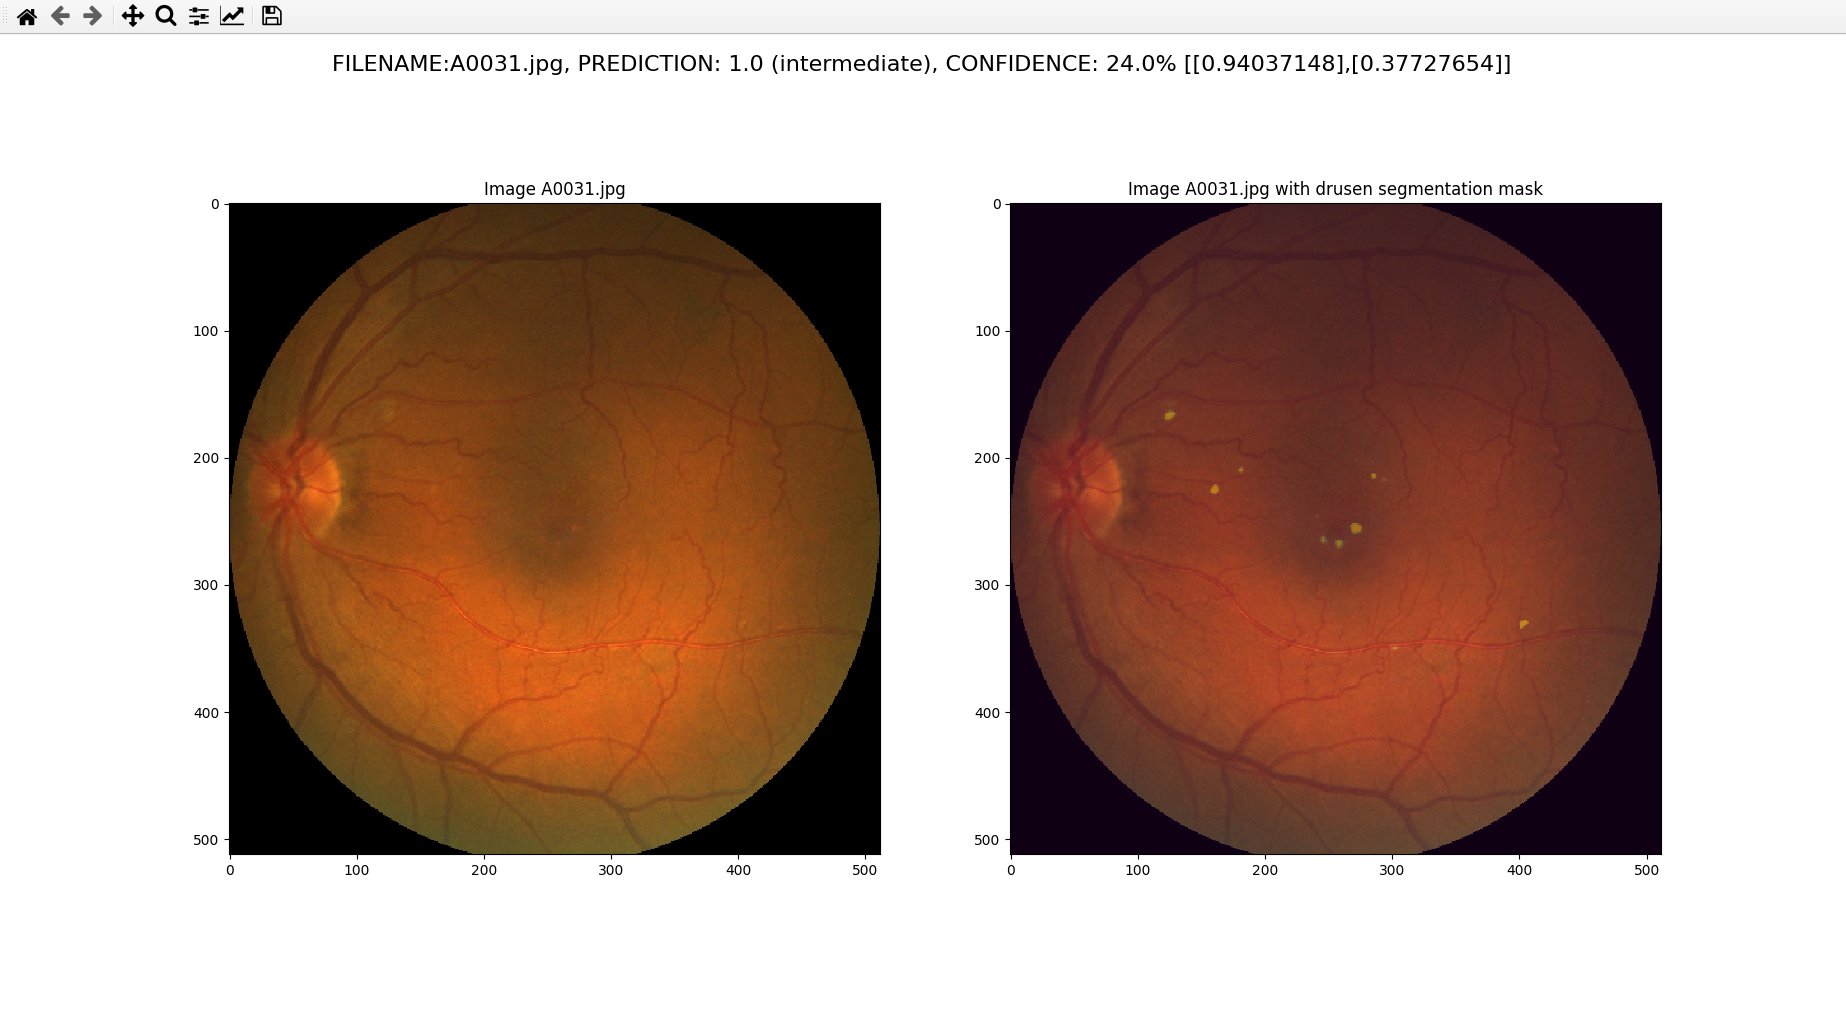 FILENAME:A0031.jpg, PREDICTION: 1.0 (intermediate), CONFIDENCE: 24.0% [[0.94037148],[0.37727654]]
Image A0031.jpg
0
100
200
300
400
500
0 100 200 300 400 500
Image A0031.jpg with drusen segmentation mask
0
100
200
300
400
500
0 100 200 300 400 500